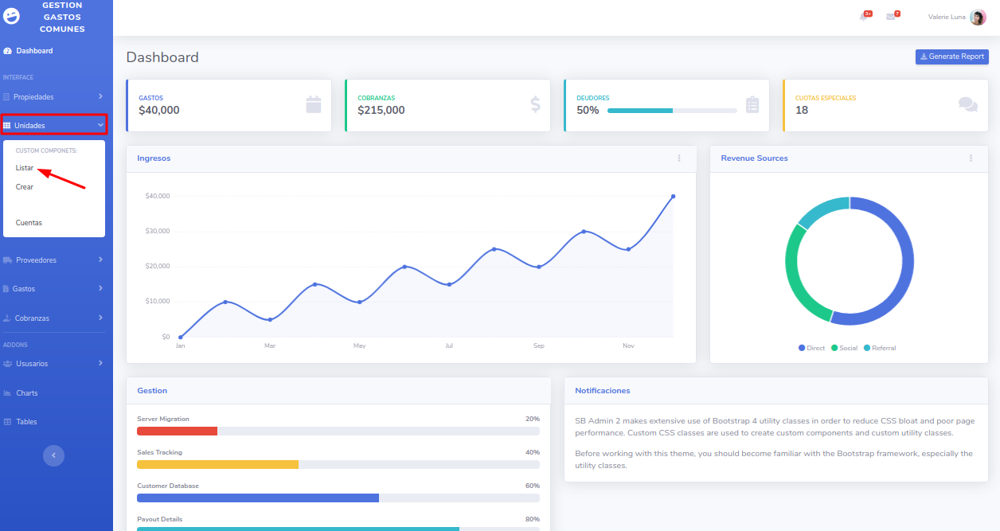 GESTION
GASTOS
COMUNES
Dashboard
INTERFACE
Propiedades
Unidades
CUSTOM COMPONETS:
Listar
Crear
Cuentas
Proveedores
Gastos
Cobranzas
ADDONS
Ususarios
Charts
Tables
3+
7
Valerie Luna
Dashboard
Generate Report
GASTOS
$40,000
COBRANZAS
$215,000
DEUDORES
50%
CUOTAS ESPECIALES
18
Ingresos
$40,000
$30,000
$20,000
$10,000
$0
Jan Mar May Jul Sep Nov
Revenue Sources
Direct Social Referral
Gestion
Server Migration 20%
Sales Tracking 40%
Customer Database 60%
Payout Details 80%
Notificaciones
SB Admin 2 makes extensive use of Bootstrap 4 utility classes in order to reduce CSS bloat and poor page
performance. Custom CSS classes are used to create custom components and custom utility classes.
Before working with this theme, you should become familiar with the Bootstrap framework, especially the
utility classes.